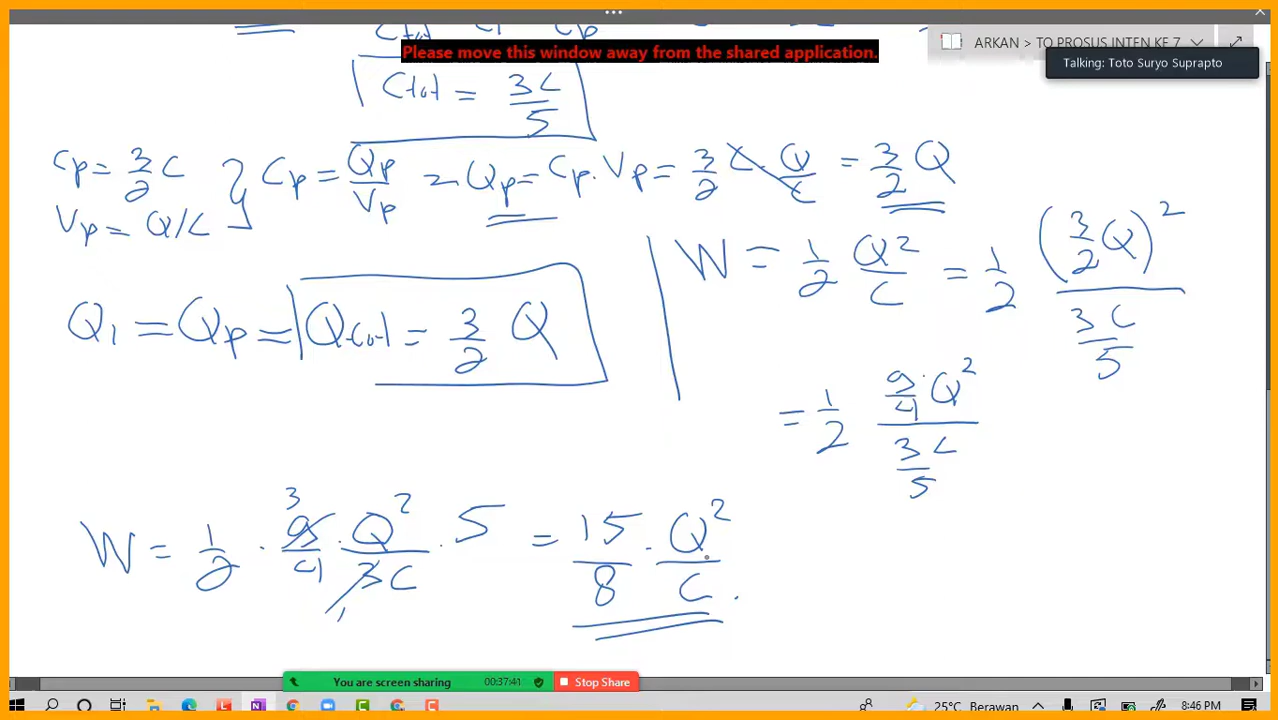 Please move this window away from the shared application.
ARKAN > TO PROSUS INTEN KE 7
Talking: Toto Suryo Suprapto
Ctot = 3C/5
Cp = 3/2 C
Vp = Q/C
Cp = Qp/Vp → Qp = Cp. Vp = 3/2 C. Q/C = 3/2 Q
Q1 = Qp = Qtot = 3/2 Q
W = 1/2 Q²/C = 1/2 (3/2 Q)² / 3C/5
= 1/2 9/4 . Q² / 3C/5
W = 1/2 . 9/4 . Q²/3C . 5 = 15/8 . Q²/C .
3
1
You are screen sharing
00:37:41
Stop Share
25°C Berawan
8:46 PM